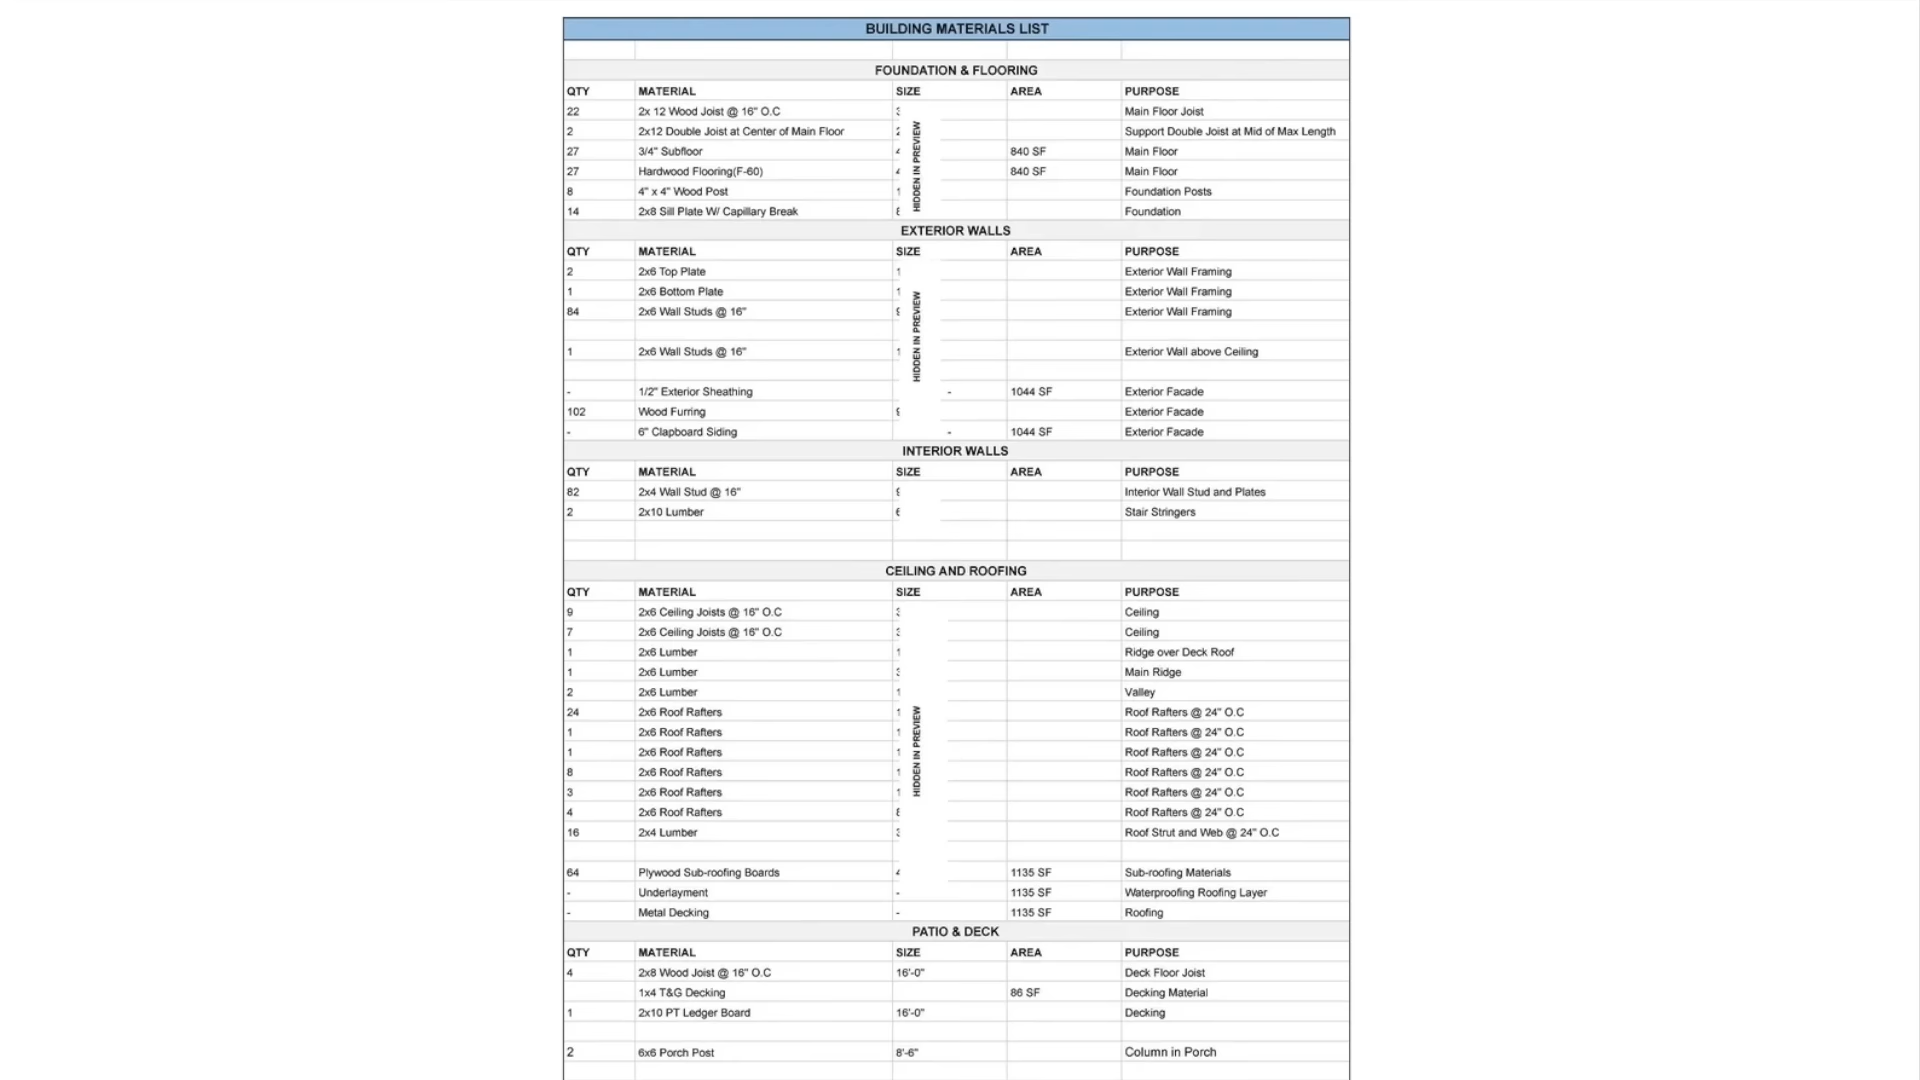 BUILDING MATERIALS LIST
FOUNDATION & FLOORING
QTY MATERIAL SIZE AREA PURPOSE
22 2x 12 Wood Joist @ 16" O.C Main Floor Joist
2 2x12 Double Joist at Center of Main Floor Support Double Joist at Mid of Max Length
27 3/4" Subfloor 840 SF Main Floor
27 Hardwood Flooring(F-60) 840 SF Main Floor
8 4" x 4" Wood Post Foundation Posts
14 2x8 Sill Plate W/ Capillary Break Foundation
HIDDEN IN PREVIEW
EXTERIOR WALLS
QTY MATERIAL SIZE AREA PURPOSE
2 2x6 Top Plate Exterior Wall Framing
1 2x6 Bottom Plate Exterior Wall Framing
84 2x6 Wall Studs @ 16" Exterior Wall Framing
1 2x6 Wall Studs @ 16" Exterior Wall above Ceiling
- 1/2" Exterior Sheathing - 1044 SF Exterior Facade
102 Wood Furring Exterior Facade
- 6" Clapboard Siding - 1044 SF Exterior Facade
HIDDEN IN PREVIEW
INTERIOR WALLS
QTY MATERIAL SIZE AREA PURPOSE
82 2x4 Wall Stud @ 16" Interior Wall Stud and Plates
2 2x10 Lumber Stair Stringers
CEILING AND ROOFING
QTY MATERIAL SIZE AREA PURPOSE
9 2x6 Ceiling Joists @ 16" O.C Ceiling
7 2x6 Ceiling Joists @ 16" O.C Ceiling
1 2x6 Lumber Ridge over Deck Roof
1 2x6 Lumber Main Ridge
2 2x6 Lumber Valley
24 2x6 Roof Rafters Roof Rafters @ 24" O.C
1 2x6 Roof Rafters Roof Rafters @ 24" O.C
1 2x6 Roof Rafters Roof Rafters @ 24" O.C
8 2x6 Roof Rafters Roof Rafters @ 24" O.C
3 2x6 Roof Rafters Roof Rafters @ 24" O.C
4 2x6 Roof Rafters Roof Rafters @ 24" O.C
16 2x4 Lumber Roof Strut and Web @ 24" O.C
64 Plywood Sub-roofing Boards 1135 SF Sub-roofing Materials
- Underlayment - 1135 SF Waterproofing Roofing Layer
- Metal Decking - 1135 SF Roofing
HIDDEN IN PREVIEW
PATIO & DECK
QTY MATERIAL SIZE AREA PURPOSE
4 2x8 Wood Joist @ 16" O.C 16'-0" Deck Floor Joist
1x4 T&G Decking 86 SF Decking Material
1 2x10 PT Ledger Board 16'-0" Decking
2 6x6 Porch Post 8'-6" Column in Porch